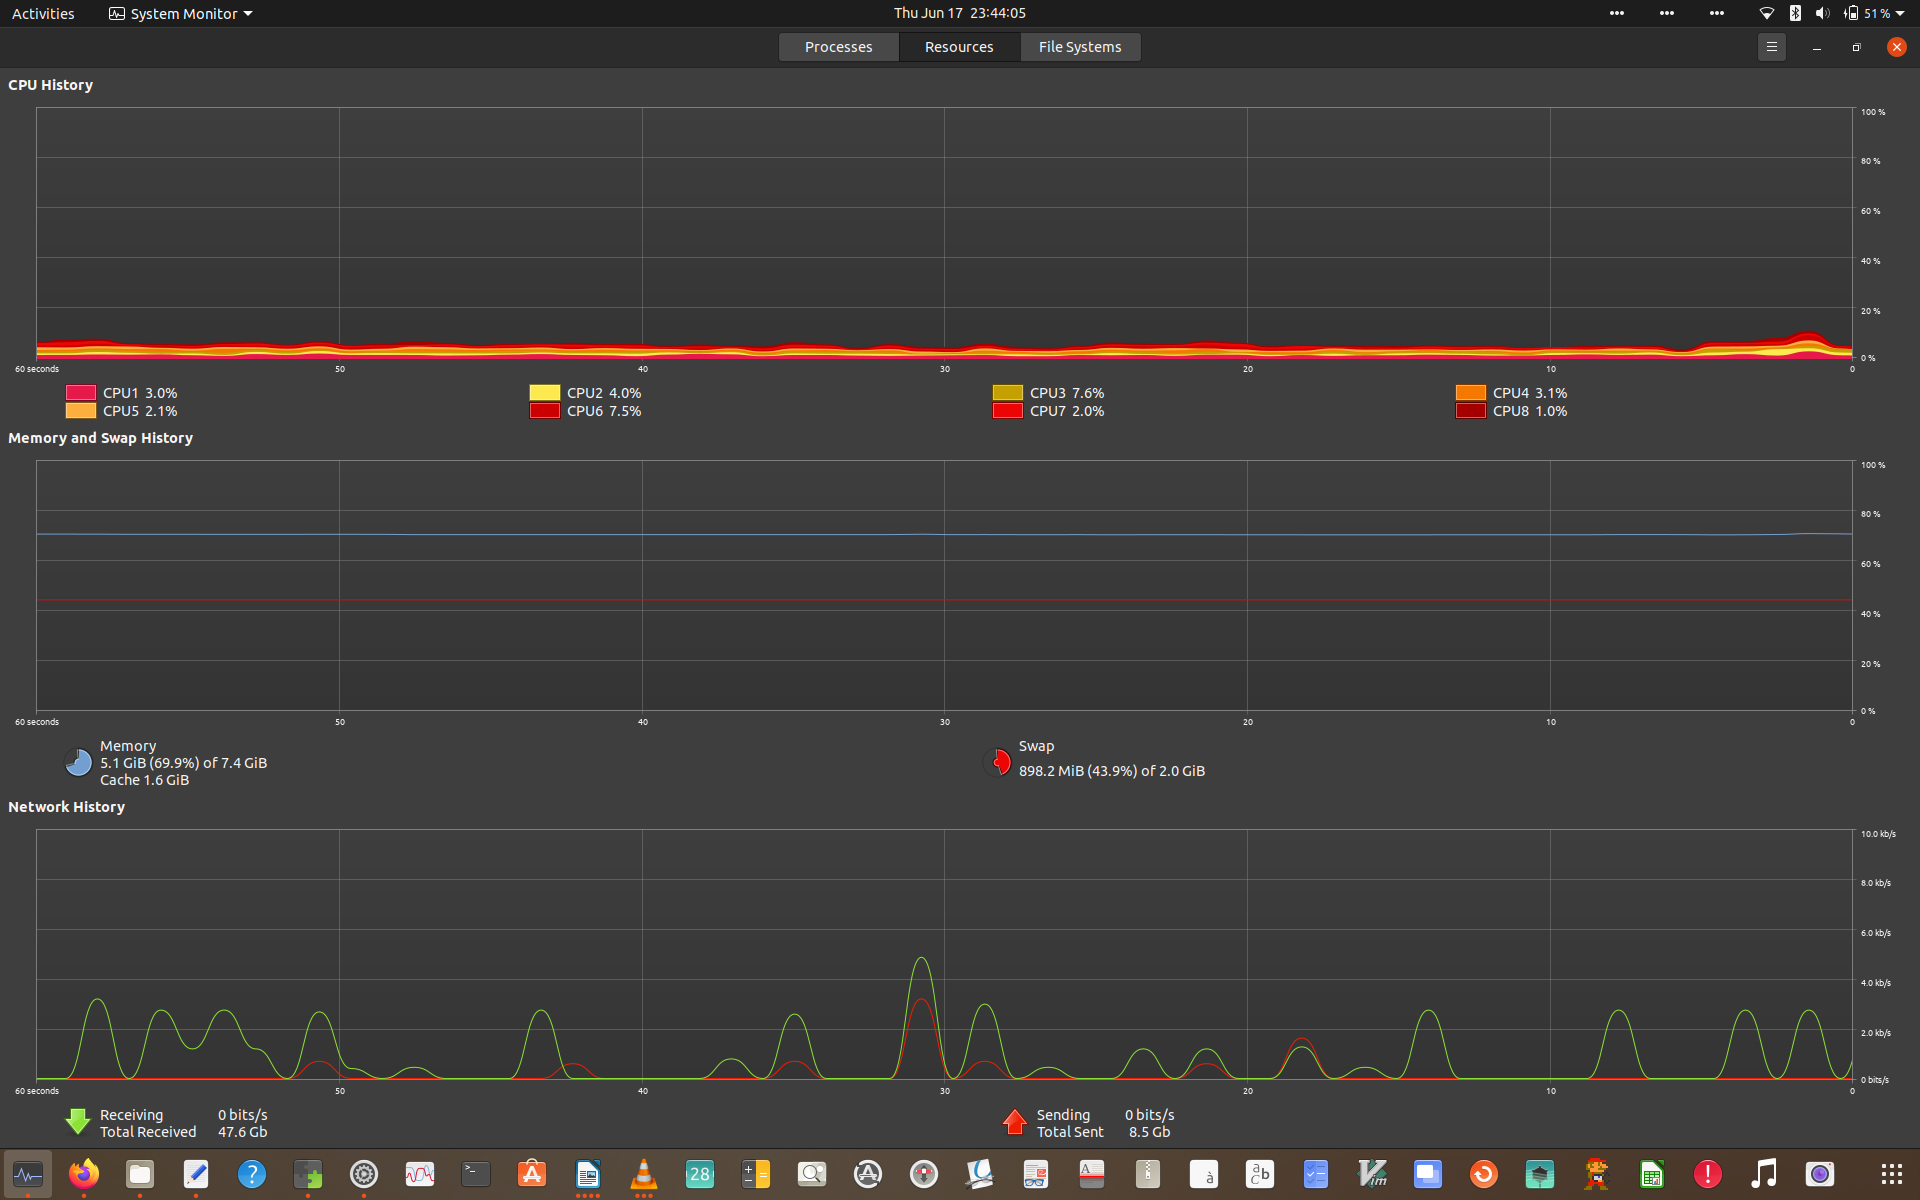 Activities System Monitor Thu Jun 17 23:44:05 51 %
Processes Resources File Systems
CPU History
100 %
80 %
60 %
40 %
20 %
0 %
60 seconds 50 40 30 20 10 0
CPU1 3.0% CPU2 4.0% CPU3 7.6% CPU4 3.1%
CPU5 2.1% CPU6 7.5% CPU7 2.0% CPU8 1.0%
Memory and Swap History
100 %
80 %
60 %
40 %
20 %
0 %
60 seconds 50 40 30 20 10 0
Memory
5.1 GiB (69.9%) of 7.4 GiB
Cache 1.6 GiB
Swap
898.2 MiB (43.9%) of 2.0 GiB
Network History
10.0 kb/s
8.0 kb/s
6.0 kb/s
4.0 kb/s
2.0 kb/s
0 bits/s
60 seconds 50 40 30 20 10 0
Receiving 0 bits/s Sending 0 bits/s
Total Received 47.6 Gb Total Sent 8.5 Gb
? >_ A 28 A A à a b c Vim !